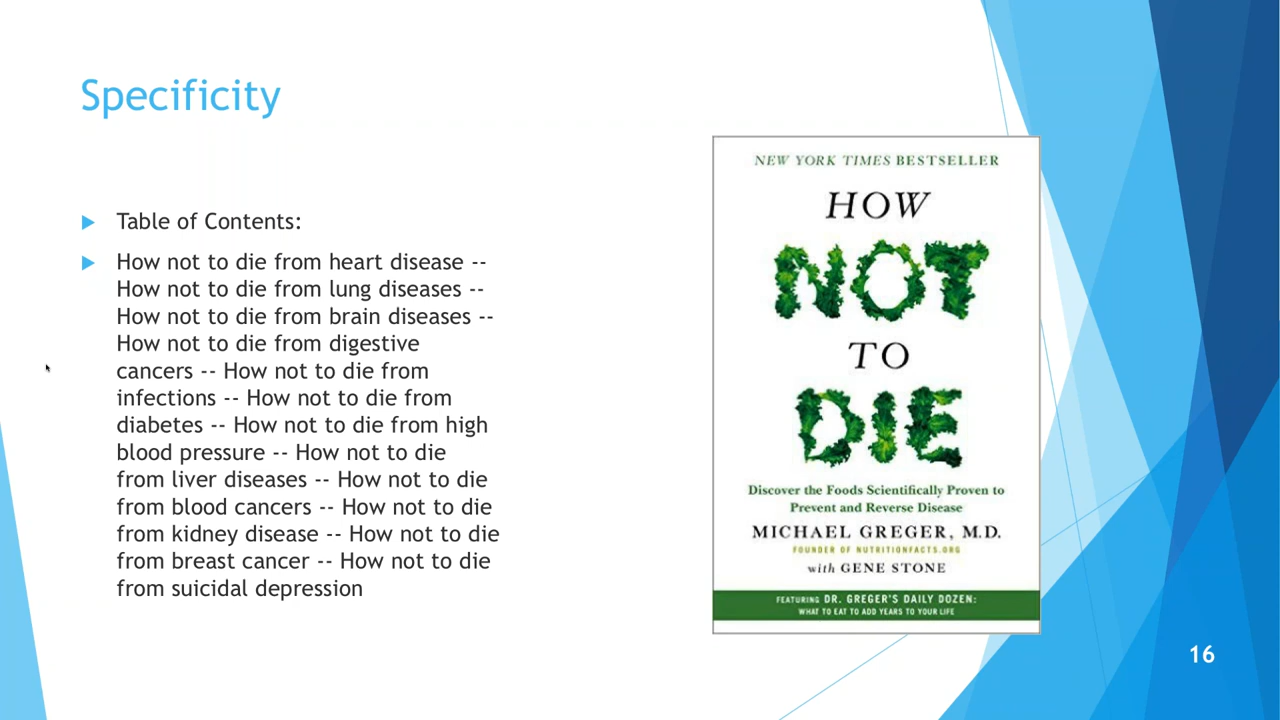 Specificity
Table of Contents:
How not to die from heart disease --
How not to die from lung diseases --
How not to die from brain diseases --
How not to die from digestive
cancers -- How not to die from
infections -- How not to die from
diabetes -- How not to die from high
blood pressure -- How not to die
from liver diseases -- How not to die
from blood cancers -- How not to die
from kidney disease -- How not to die
from breast cancer -- How not to die
from suicidal depression
NEW YORK TIMES BESTSELLER
HOW
NOT
TO
DIE
Discover the Foods Scientifically Proven to
Prevent and Reverse Disease
MICHAEL GREGER, M.D.
FOUNDER OF NUTRITIONFACTS.ORG
with GENE STONE
FEATURING DR. GREGER'S DAILY DOZEN:
WHAT TO EAT TO ADD YEARS TO YOUR LIFE
16